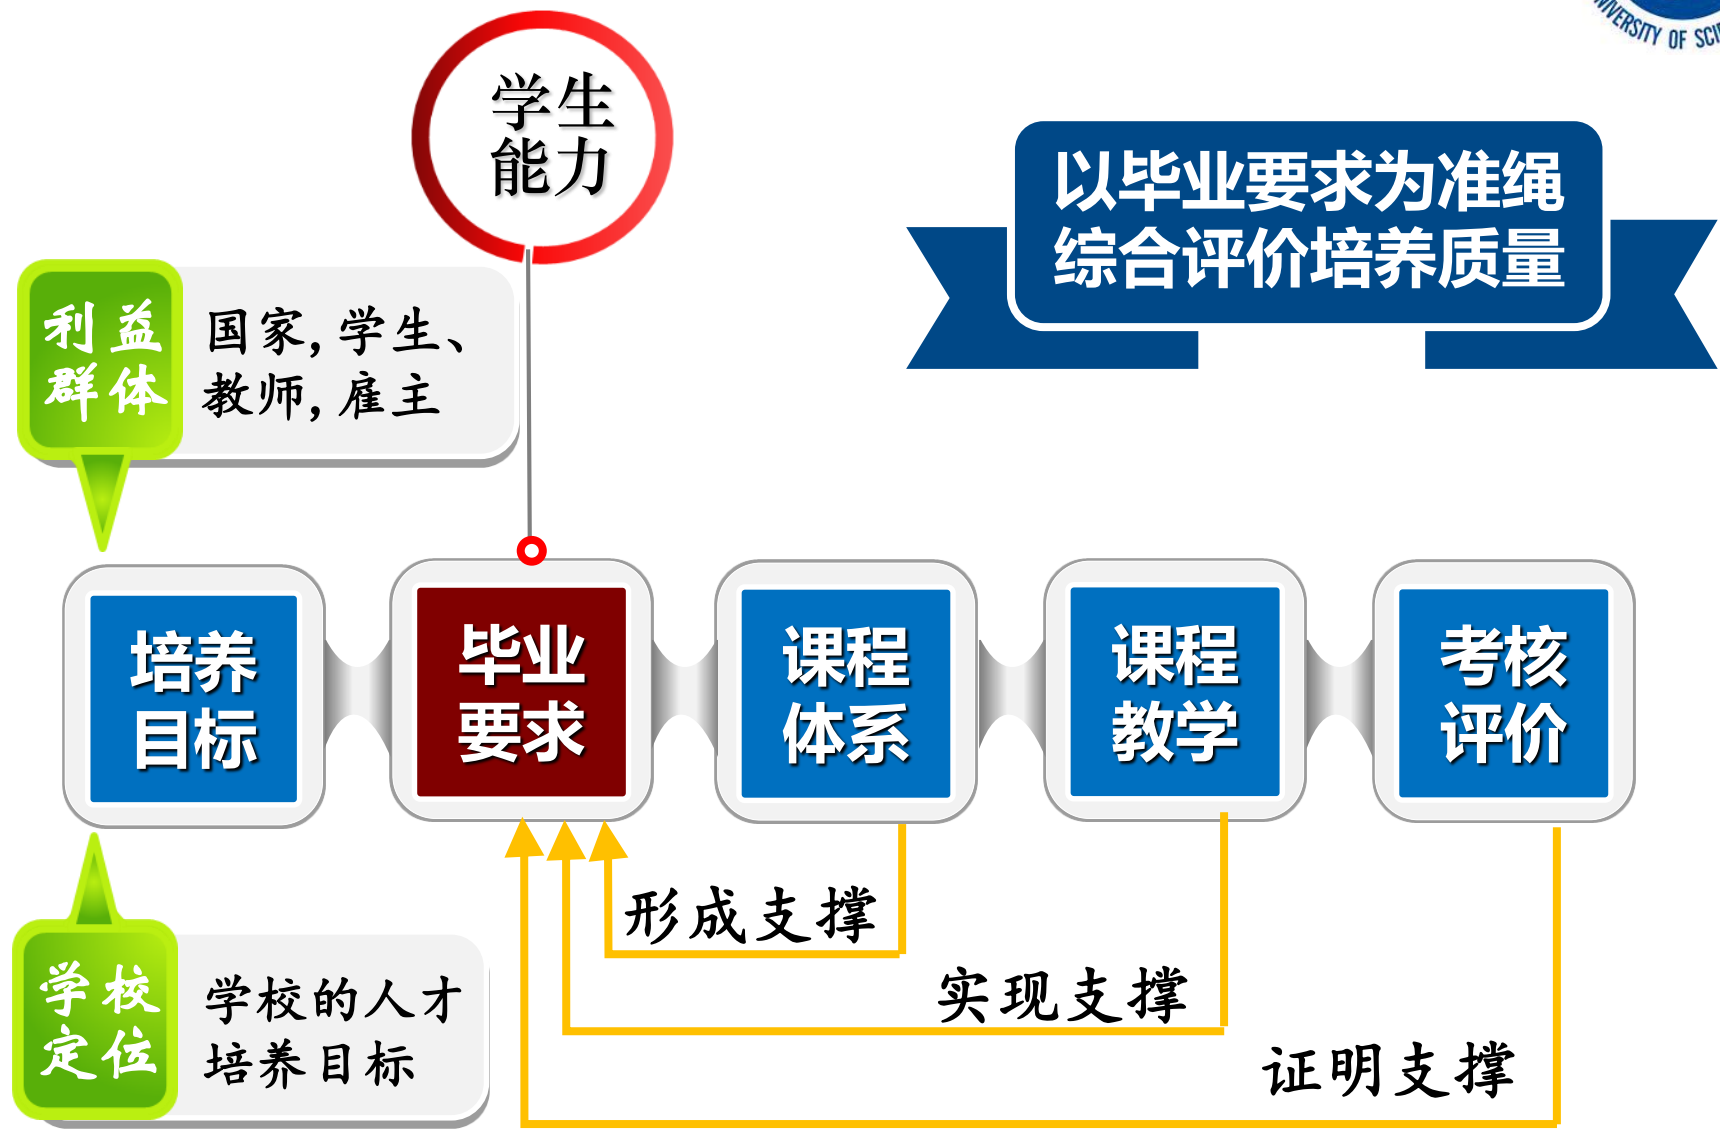 UNIVERSITY OF SCI
学生
能力
以毕业要求为准绳
综合评价培养质量
利益
群体
国家,学生、
教师,雇主
培养
目标
毕业
要求
课程
体系
课程
教学
考核
评价
形成支撑
实现支撑
证明支撑
学校
定位
学校的人才
培养目标